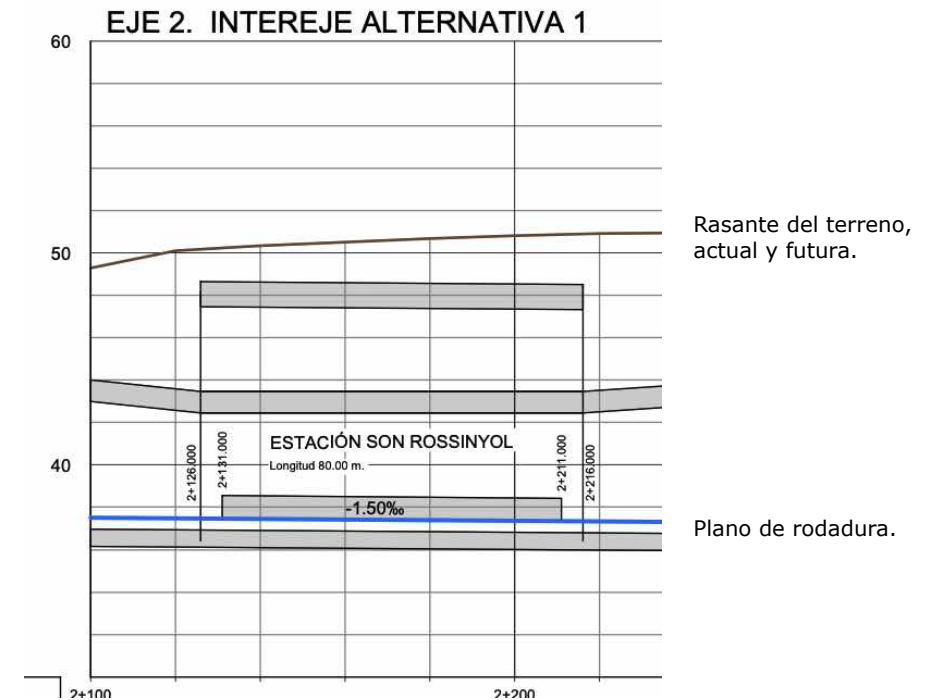 EJE 2. INTEREJE ALTERNATIVA 1
60
Rasante del terreno,
actual y futura.
50
ESTACIÓN SON ROSSINYOL
Longitud 80.00 m.
2+126.000
2+131.000
2+211.000
2+216.000
40
-1.50‰
Plano de rodadura.
2+100
2+200